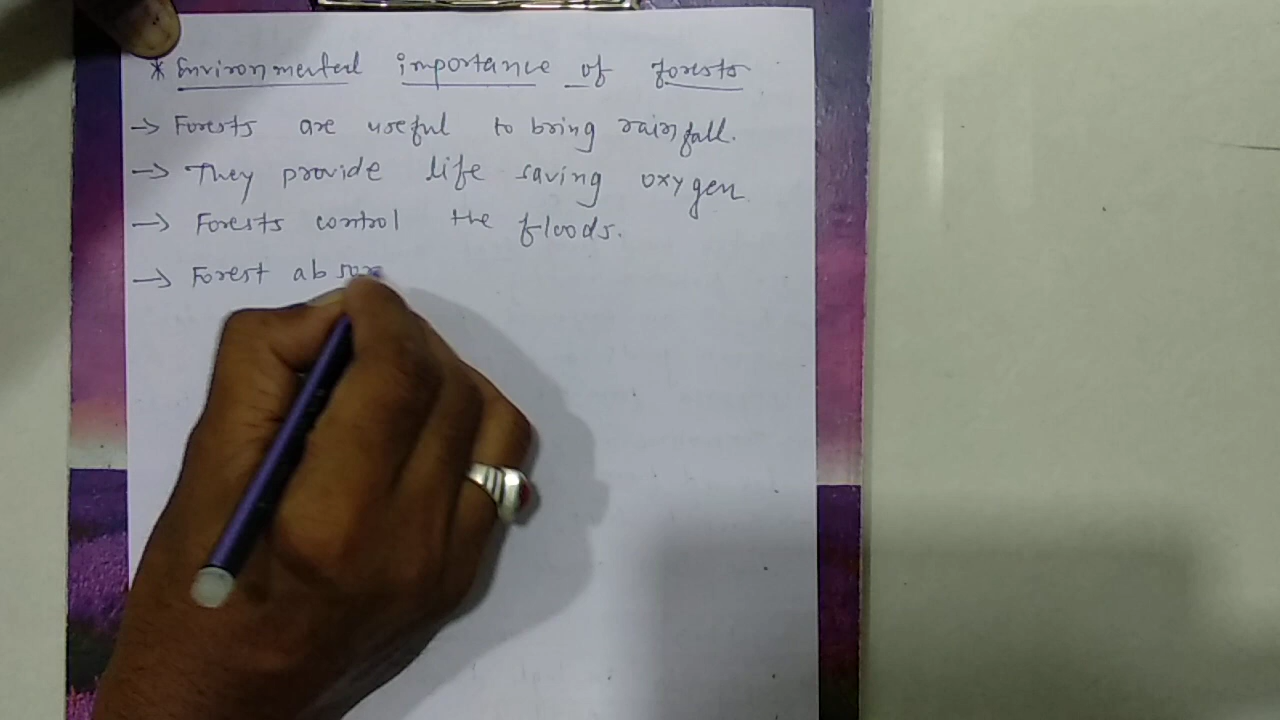 * Environmental importance of forests
→ Forests are useful to bring rainfall.
→ They provide life saving oxygen
→ Forests control the floods.
→ Forest absor